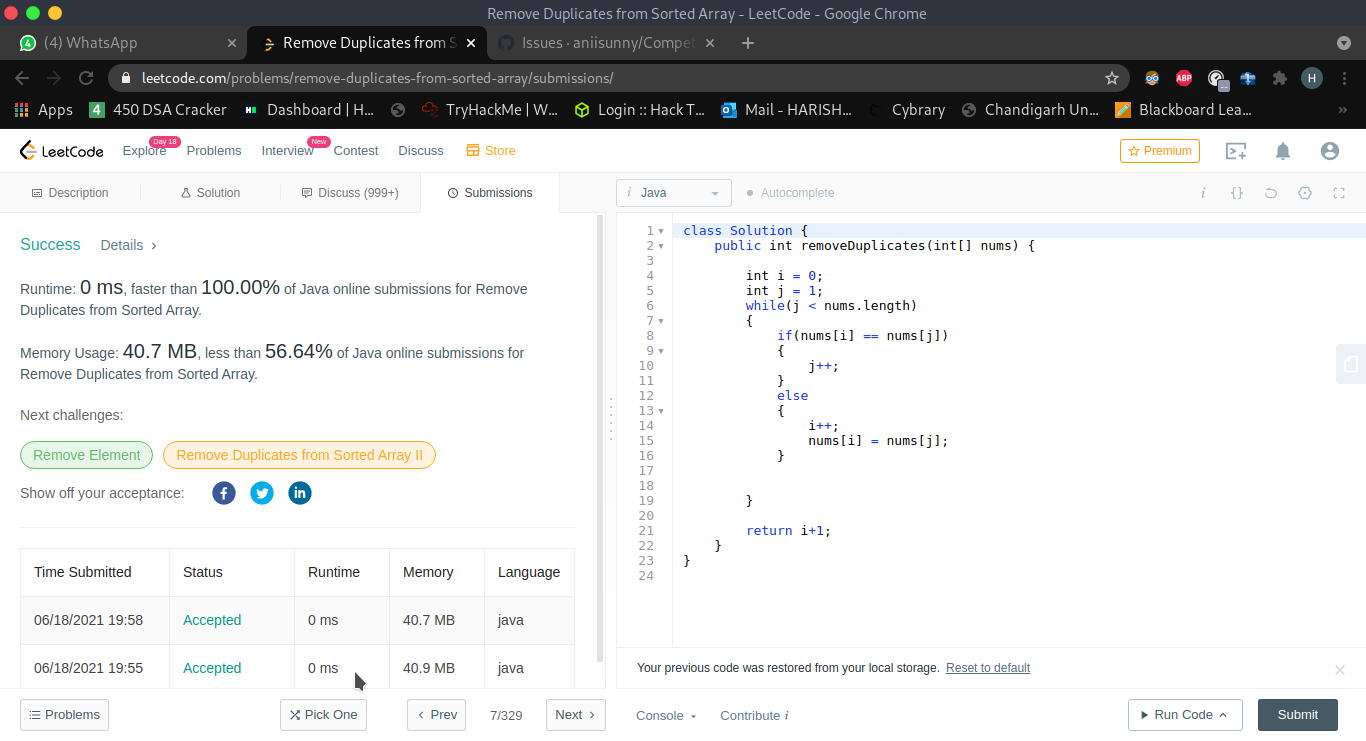 Remove Duplicates from Sorted Array - LeetCode - Google Chrome
(4) WhatsApp
Remove Duplicates from S
Issues · aniisunny/Compet
leetcode.com/problems/remove-duplicates-from-sorted-array/submissions/
ABP
H
Apps
4 450 DSA Cracker
Dashboard | H...
TryHackMe | W...
Login :: Hack T...
Mail - HARISH...
Cybrary
Chandigarh Un...
Blackboard Lea...
»
LeetCode
Explore
Day 18
Problems
Interview
New
Contest
Discuss
Store
Premium
Description
Solution
Discuss (999+)
Submissions
i Java
Autocomplete
Success
Details
Runtime: 0 ms, faster than 100.00% of Java online submissions for Remove
Duplicates from Sorted Array.
Memory Usage: 40.7 MB, less than 56.64% of Java online submissions for
Remove Duplicates from Sorted Array.
Next challenges:
Remove Element
Remove Duplicates from Sorted Array II
Show off your acceptance:
Time Submitted Status Runtime Memory Language
06/18/2021 19:58 Accepted 0 ms 40.7 MB java
06/18/2021 19:55 Accepted 0 ms 40.9 MB java
1 class Solution {
2 public int removeDuplicates(int[] nums) {
3
4 int i = 0;
5 int j = 1;
6 while(j < nums.length)
7 {
8 if(nums[i] == nums[j])
9 {
10 j++;
11 }
12 else
13 {
14 i++;
15 nums[i] = nums[j];
16 }
17
18
19 }
20
21 return i+1;
22 }
23 }
24
Your previous code was restored from your local storage. Reset to default
Problems
Pick One
Prev
7/329
Next
Console
Contribute i
Run Code
Submit